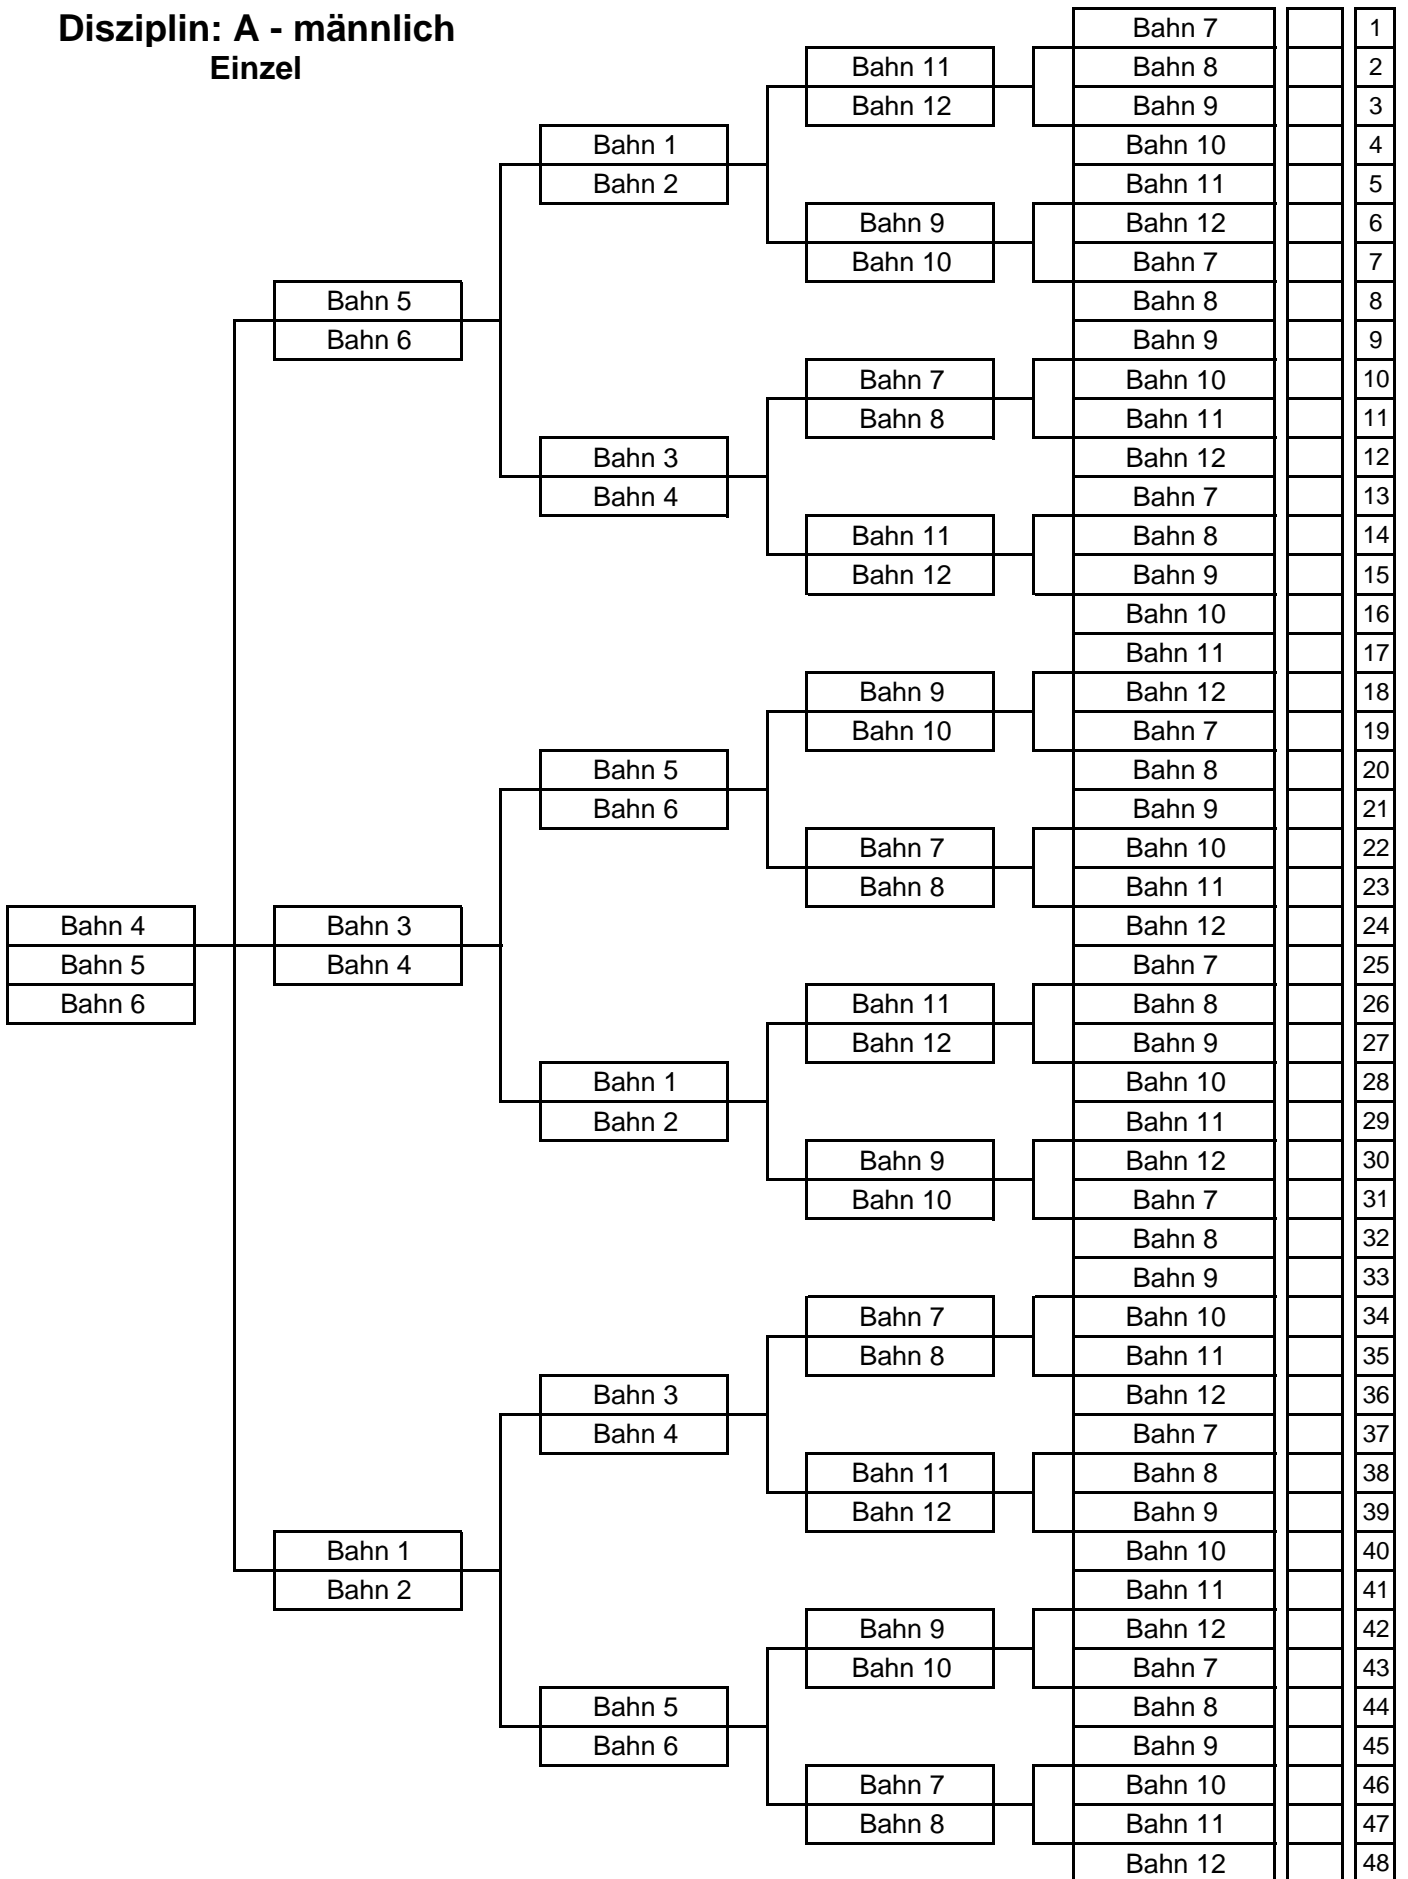 Disziplin: A - männlich
Einzel
Bahn 7 1
Bahn 11 Bahn 8 2
Bahn 12 Bahn 9 3
Bahn 1 Bahn 10 4
Bahn 2 Bahn 11 5
Bahn 9 Bahn 12 6
Bahn 10 Bahn 7 7
Bahn 5 Bahn 8 8
Bahn 6 Bahn 9 9
Bahn 7 Bahn 10 10
Bahn 8 Bahn 11 11
Bahn 3 Bahn 12 12
Bahn 4 Bahn 7 13
Bahn 11 Bahn 8 14
Bahn 12 Bahn 9 15
Bahn 10 16
Bahn 11 17
Bahn 9 Bahn 12 18
Bahn 10 Bahn 7 19
Bahn 5 Bahn 8 20
Bahn 6 Bahn 9 21
Bahn 7 Bahn 10 22
Bahn 8 Bahn 11 23
Bahn 4 Bahn 3 Bahn 12 24
Bahn 5 Bahn 4 Bahn 7 25
Bahn 6 Bahn 11 Bahn 8 26
Bahn 12 Bahn 9 27
Bahn 1 Bahn 10 28
Bahn 2 Bahn 11 29
Bahn 9 Bahn 12 30
Bahn 10 Bahn 7 31
Bahn 8 32
Bahn 9 33
Bahn 7 Bahn 10 34
Bahn 8 Bahn 11 35
Bahn 3 Bahn 12 36
Bahn 4 Bahn 7 37
Bahn 11 Bahn 8 38
Bahn 12 Bahn 9 39
Bahn 1 Bahn 10 40
Bahn 2 Bahn 11 41
Bahn 9 Bahn 12 42
Bahn 10 Bahn 7 43
Bahn 5 Bahn 8 44
Bahn 6 Bahn 9 45
Bahn 7 Bahn 10 46
Bahn 8 Bahn 11 47
Bahn 12 48